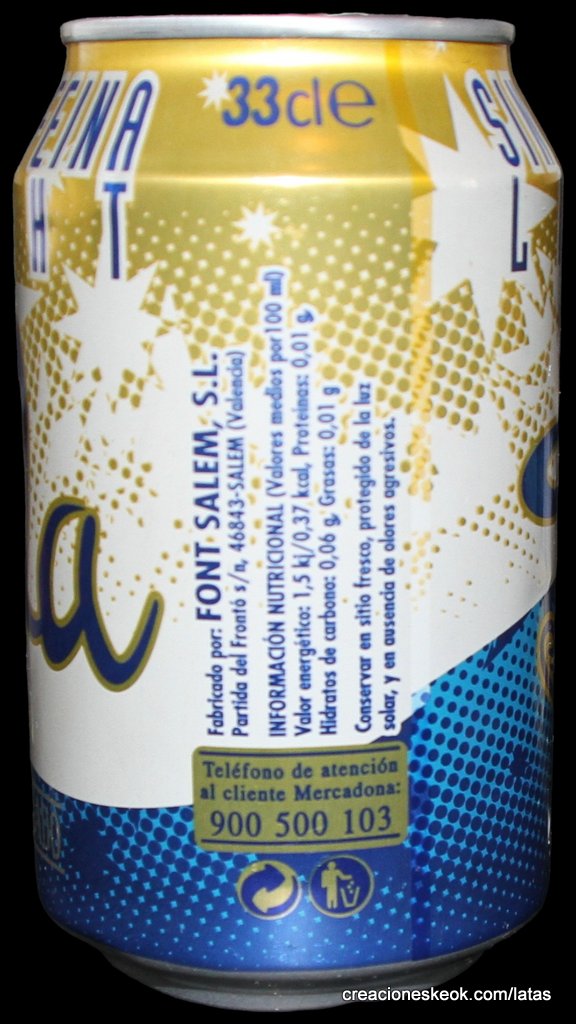 33cl e
EINA
HT
SIN
L
a
Fabricado por: FONT SALEM, S.L.
Partida del Frontó s/n, 46843-SALEM (Valencia)
INFORMACIÓN NUTRICIONAL (Valores medios por 100 ml)
Valor energético: 1,5 kj/0,37 kcal, Proteínas: 0,01 g,
Hidratos de carbono: 0,06 g, Grasas: 0,01 g
Conservar en sitio fresco, protegido de la luz
solar, y en ausencia de olores agresivos.
Teléfono de atención
al cliente Mercadona:
900 500 103
creacioneskeok.com/latas